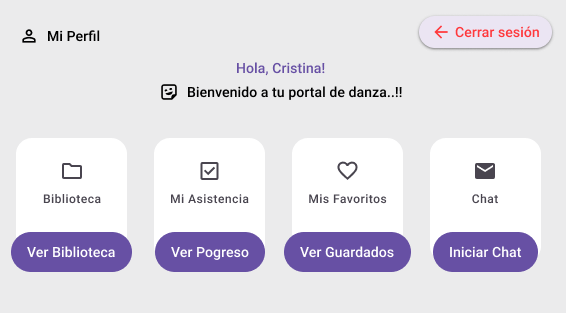 Mi Perfil
Cerrar sesión
Hola, Cristina!
Bienvenido a tu portal de danza..!!
Biblioteca
Mi Asistencia
Mis Favoritos
Chat
Ver Biblioteca
Ver Pogreso
Ver Guardados
Iniciar Chat